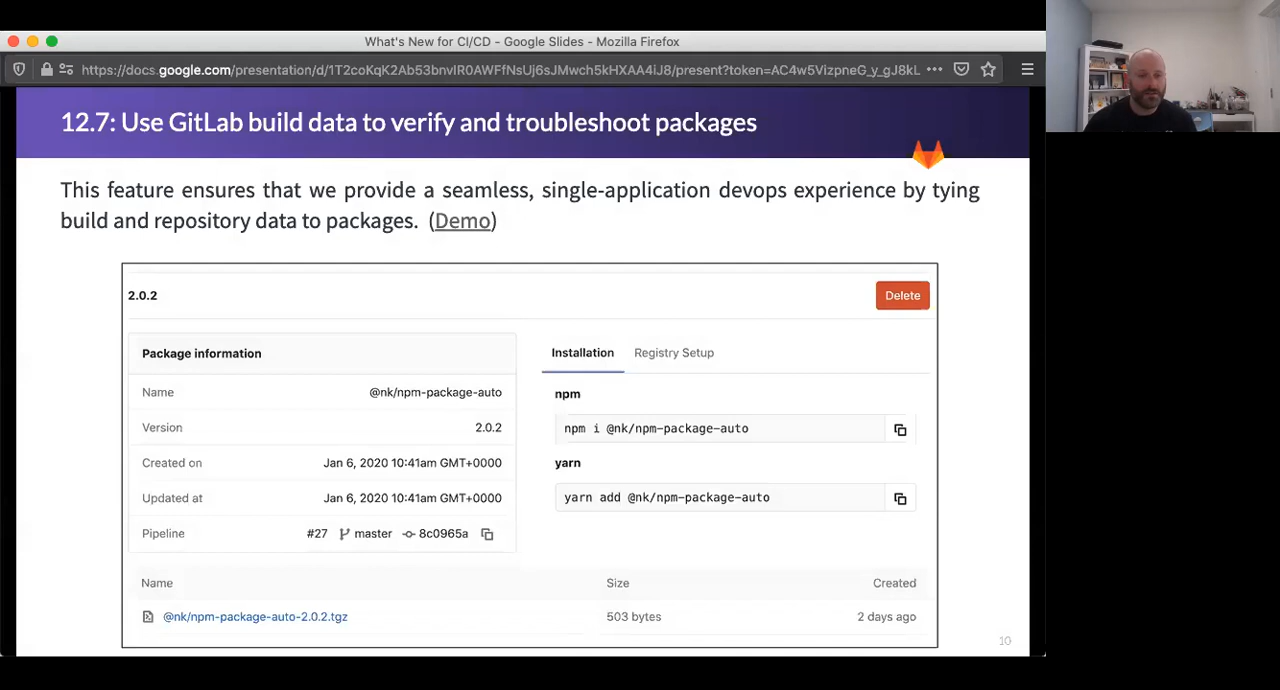 What's New for CI/CD - Google Slides - Mozilla Firefox
https://docs.google.com/presentation/d/1T2coKqK2Ab53bnvIR0AWFfNsUj6sJMwch5kHXAA4iJ8/present?token=AC4w5VizpneG_y_gJ8kL
12.7: Use GitLab build data to verify and troubleshoot packages
This feature ensures that we provide a seamless, single-application devops experience by tying
build and repository data to packages. (Demo)
2.0.2
Delete
Package information
Name @nk/npm-package-auto
Version 2.0.2
Created on Jan 6, 2020 10:41am GMT+0000
Updated at Jan 6, 2020 10:41am GMT+0000
Pipeline #27 master 8c0965a
Installation Registry Setup
npm
npm i @nk/npm-package-auto
yarn
yarn add @nk/npm-package-auto
Name Size Created
@nk/npm-package-auto-2.0.2.tgz 503 bytes 2 days ago
10